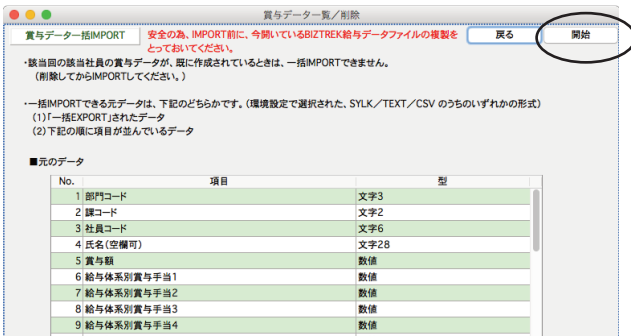 賞与データ一覧／削除
賞与データ一括IMPORT
安全の為、IMPORT前に、今開いているBIZTREK給与データファイルの複製を
とっておいてください。
戻る
開始
・該当回の該当社員の賞与データが、既に作成されているときは、一括IMPORTできません。
（削除してからIMPORTしてください。）
・一括IMPORTできる元データは、下記のどちらかです。（環境設定で選択された、SYLK／TEXT／CSV のうちのいずれかの形式）
（1）「一括EXPORT」されたデータ
（2）下記の順に項目が並んでいるデータ
■元のデータ
No. 項目 型
1 部門コード 文字3
2 課コード 文字2
3 社員コード 文字6
4 氏名（空欄可） 文字28
5 賞与額 数値
6 給与体系別賞与手当1 数値
7 給与体系別賞与手当2 数値
8 給与体系別賞与手当3 数値
9 給与体系別賞与手当4 数値